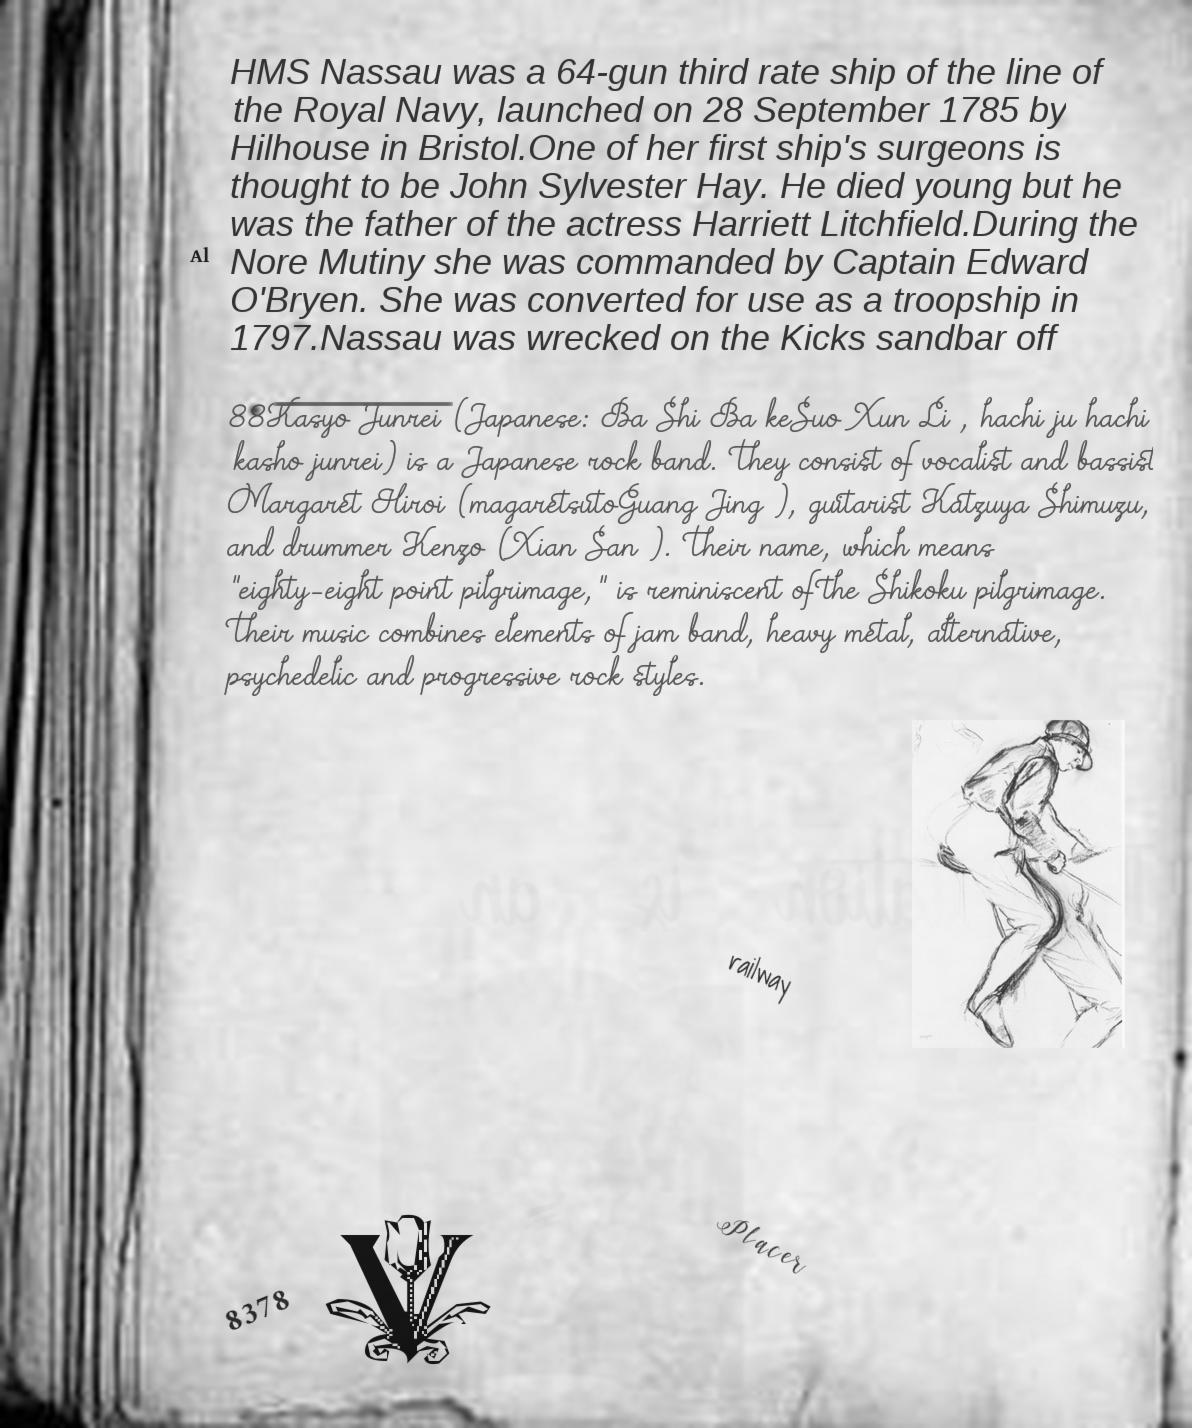 HMS Nassau was a 64-gun third rate ship of the line of
the Royal Navy, launched on 28 September 1785 by
Hilhouse in Bristol.One of her first ship's surgeons is
thought to be John Sylvester Hay. He died young but he
was the father of the actress Harriett Litchfield.During the
Al
Nore Mutiny she was commanded by Captain Edward
O'Bryen. She was converted for use as a troopship in
1797.Nassau was wrecked on the Kicks sandbar off
88Kasyo Junrei (Japanese: Ba Shi Ba keSuo Xun Li , hachi ju hachi
kasho junrei) is a Japanese rock band. They consist of vocalist and bassist
Margaret Hiroi (magaretsutoGuang Jing ), guitarist Katzuya Shimuzu,
and drummer Kenzo (Xian San ). Their name, which means
"eighty-eight point pilgrimage," is reminiscent of the Shikoku pilgrimage.
Their music combines elements of jam band, heavy metal, alternative,
psychedelic and progressive rock styles.
railway
Placer
8378
V